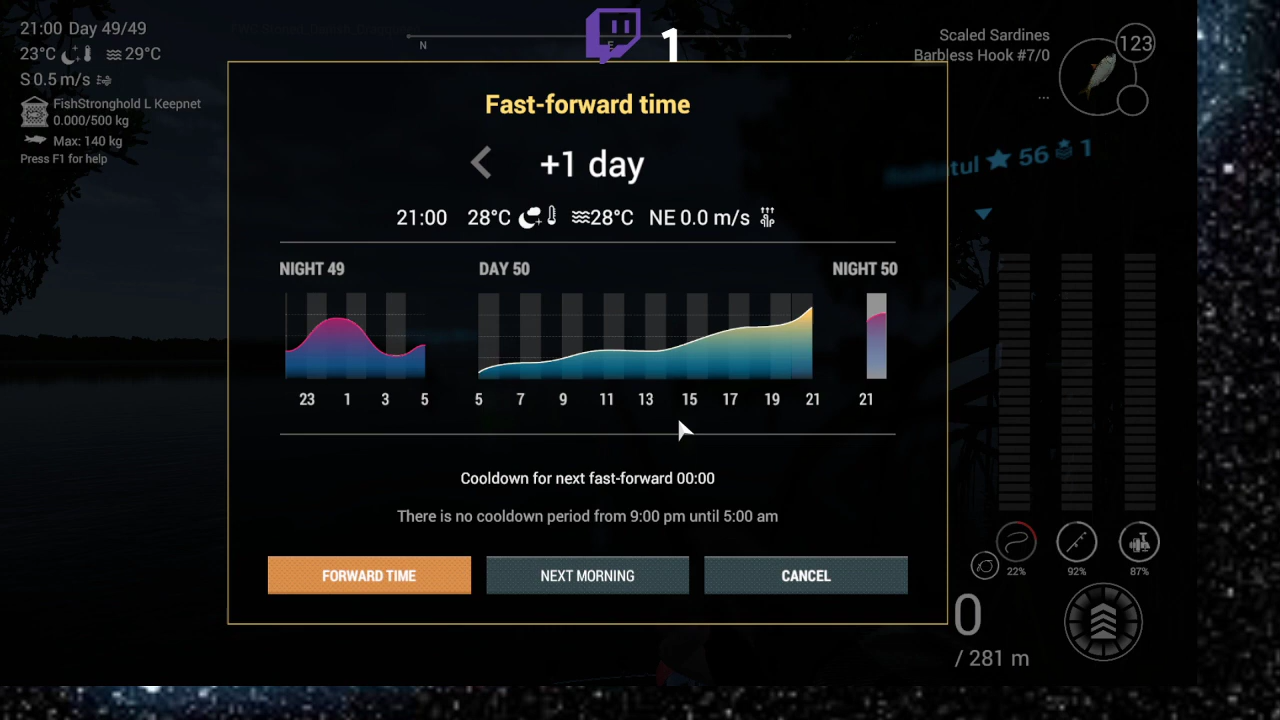 21:00 Day 49/49
23°C 29°C
S 0.5 m/s
FishStronghold L Keepnet
0.000/500 kg
Max: 140 kg
Press F1 for help
N E
1
Scaled Sardines
Barbless Hook #7/0
123
...
56 1
Fast-forward time
+1 day
21:00 28°C 28°C NE 0.0 m/s
NIGHT 49 DAY 50 NIGHT 50
23 1 3 5 5 7 9 11 13 15 17 19 21 21
Cooldown for next fast-forward 00:00
There is no cooldown period from 9:00 pm until 5:00 am
FORWARD TIME NEXT MORNING CANCEL
22% 92% 87%
0
/ 281 m